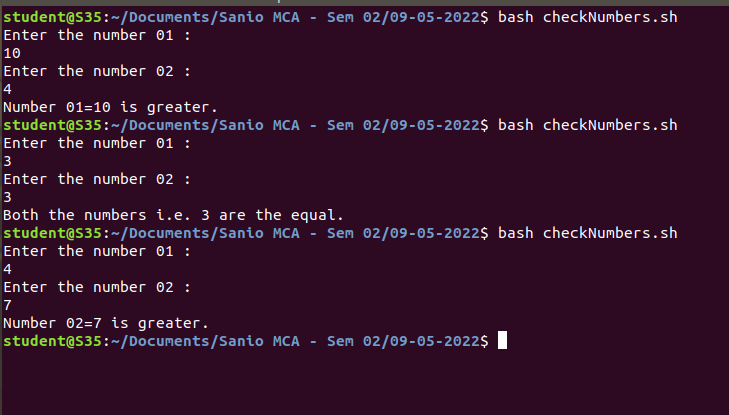 student@S35:~/Documents/Sanio MCA - Sem 02/09-05-2022$ bash checkNumbers.sh
Enter the number 01 :
10
Enter the number 02 :
4
Number 01=10 is greater.
student@S35:~/Documents/Sanio MCA - Sem 02/09-05-2022$ bash checkNumbers.sh
Enter the number 01 :
3
Enter the number 02 :
3
Both the numbers i.e. 3 are the equal.
student@S35:~/Documents/Sanio MCA - Sem 02/09-05-2022$ bash checkNumbers.sh
Enter the number 01 :
4
Enter the number 02 :
7
Number 02=7 is greater.
student@S35:~/Documents/Sanio MCA - Sem 02/09-05-2022$